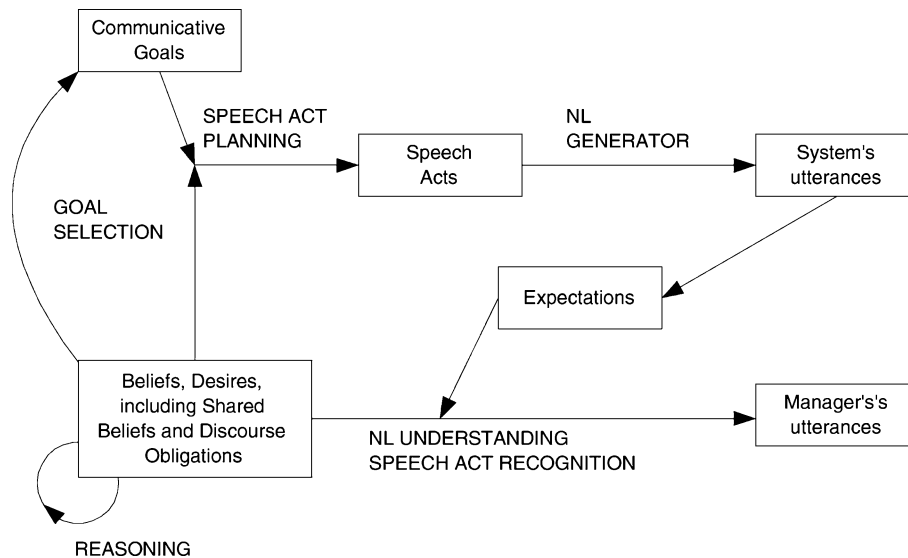 Communicative
Goals
SPEECH ACT
PLANNING
NL
GENERATOR
Speech
Acts
System's
utterances
GOAL
SELECTION
Expectations
Beliefs, Desires,
including Shared
Beliefs and Discourse
Obligations
Manager's's
utterances
NL UNDERSTANDING
SPEECH ACT RECOGNITION
REASONING